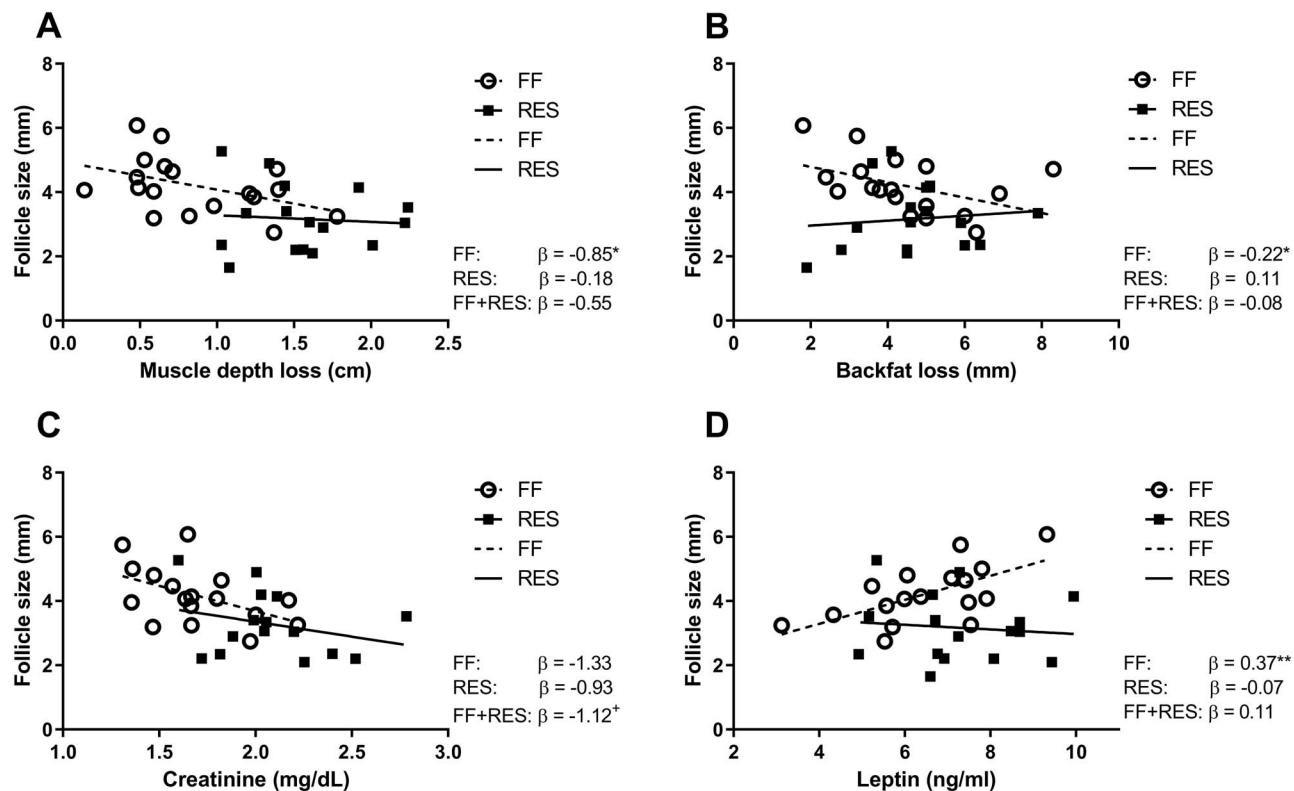 A
Follicle size (mm)
8
6
4
2
0
0.0 0.5 1.0 1.5 2.0 2.5
Muscle depth loss (cm)
FF
RES
FF
RES
FF: β = -0.85*
RES: β = -0.18
FF+RES: β = -0.55
B
Follicle size (mm)
8
6
4
2
0
0 2 4 6 8 10
Backfat loss (mm)
FF
RES
FF
RES
FF: β = -0.22*
RES: β = 0.11
FF+RES: β = -0.08
C
Follicle size (mm)
8
6
4
2
0
1.0 1.5 2.0 2.5 3.0
Creatinine (mg/dL)
FF
RES
FF
RES
FF: β = -1.33
RES: β = -0.93
FF+RES: β = -1.12⁺
D
Follicle size (mm)
8
6
4
2
0
2 4 6 8 10
Leptin (ng/ml)
FF
RES
FF
RES
FF: β = 0.37**
RES: β = -0.07
FF+RES: β = 0.11